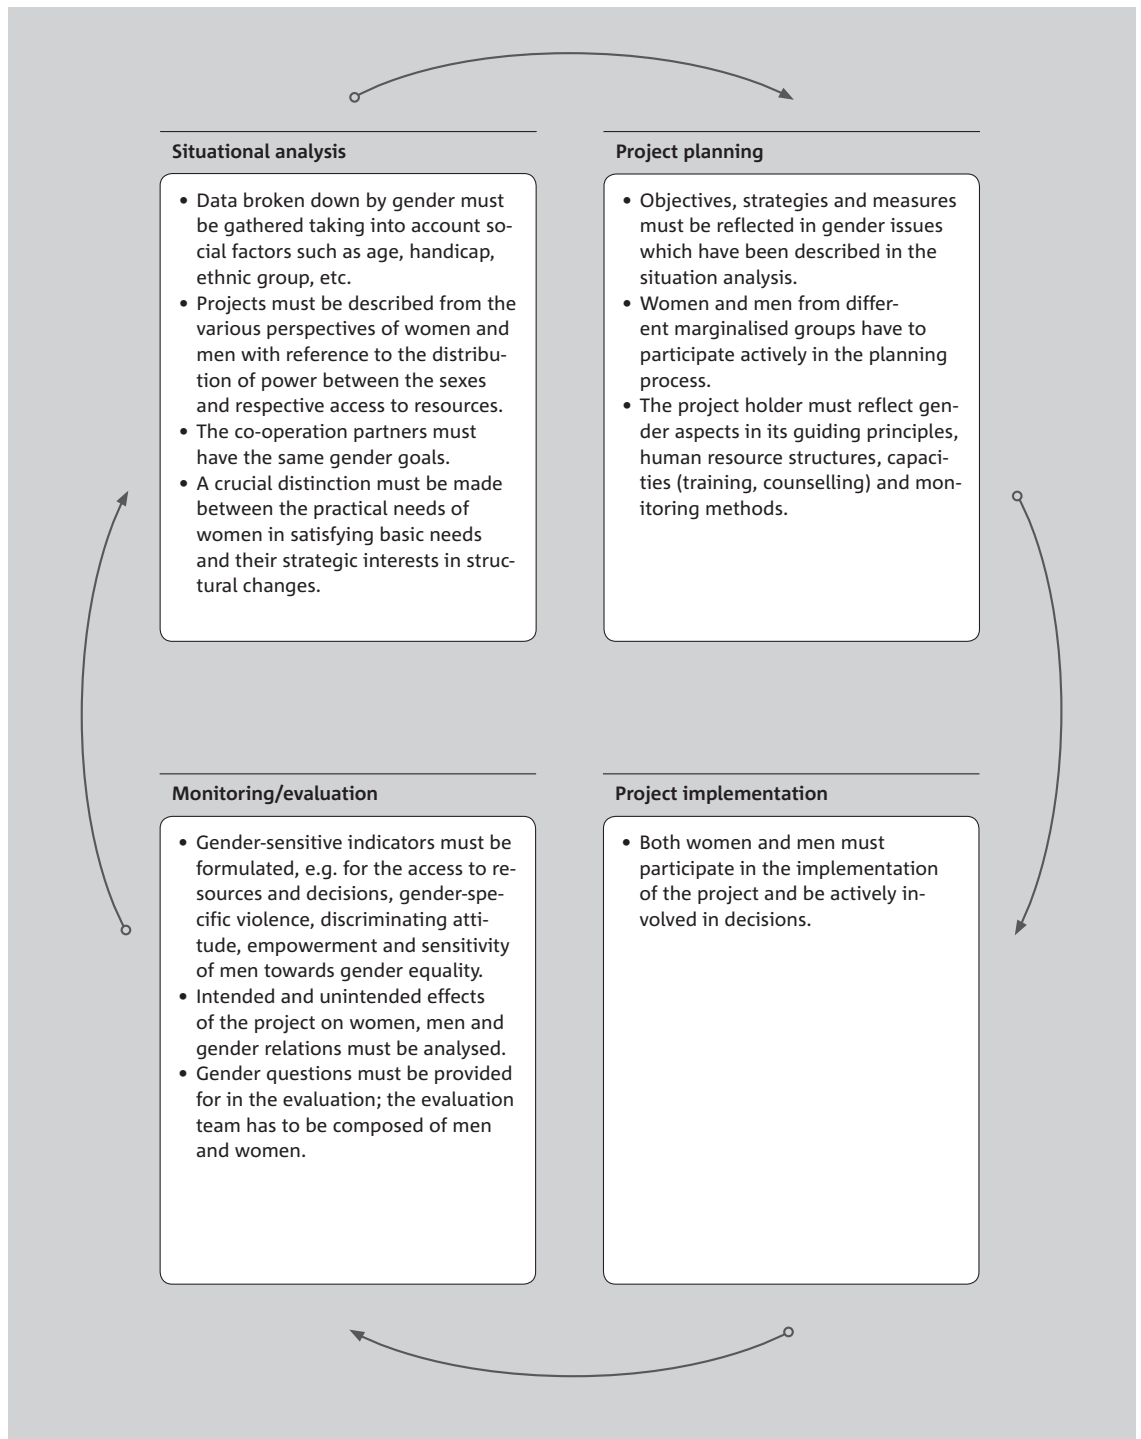 Situational analysis
• Data broken down by gender must
be gathered taking into account so-
cial factors such as age, handicap,
ethnic group, etc.
• Projects must be described from the
various perspectives of women and
men with reference to the distribu-
tion of power between the sexes
and respective access to resources.
• The co-operation partners must
have the same gender goals.
• A crucial distinction must be made
between the practical needs of
women in satisfying basic needs
and their strategic interests in struc-
tural changes.
Project planning
• Objectives, strategies and measures
must be reflected in gender issues
which have been described in the
situation analysis.
• Women and men from differ-
ent marginalised groups have to
participate actively in the planning
process.
• The project holder must reflect gen-
der aspects in its guiding principles,
human resource structures, capaci-
ties (training, counselling) and mon-
itoring methods.
Monitoring/evaluation
• Gender-sensitive indicators must be
formulated, e.g. for the access to re-
sources and decisions, gender-spe-
cific violence, discriminating atti-
tude, empowerment and sensitivity
of men towards gender equality.
• Intended and unintended effects
of the project on women, men and
gender relations must be analysed.
• Gender questions must be provided
for in the evaluation; the evaluation
team has to be composed of men
and women.
Project implementation
• Both women and men must
participate in the implementation
of the project and be actively in-
volved in decisions.